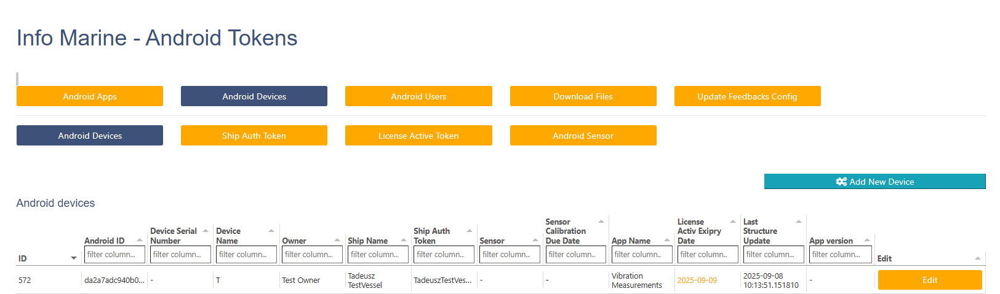 Info Marine - Android Tokens
Android Apps
Android Devices
Android Users
Download Files
Update Feedbacks Config
Android Devices
Ship Auth Token
License Active Token
Android Sensor
Add New Device
Android devices
ID
Android ID
filter column...
Device Serial
Number
filter column...
Device
Name
filter column...
Owner
filter column...
Ship Name
filter column...
Ship Auth
Token
filter column...
Sensor
filter column...
Sensor
Calibration
Due Date
filter column...
App Name
filter column...
License
Activ Exipry
Date
filter column...
Last
Structure
Update
filter column...
App version
filter column...
Edit
572
da2a7adc940b0...
-
T
Test Owner
Tadeusz
TestVessel
TadeuszTestVes...
-
-
Vibration
Measurements
2025-09-09
2025-09-08
10:13:51.151810
-
Edit